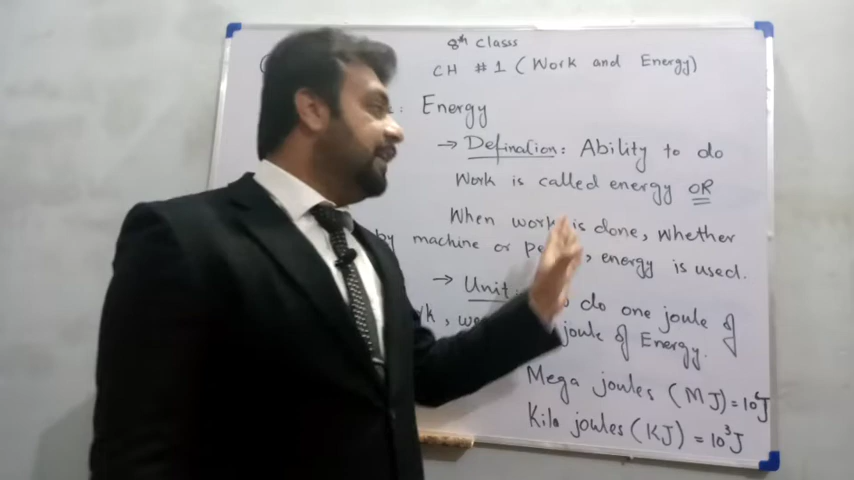 8th Classs
CH # 1 (Work and Energy)
: Energy
→ Defination: Ability to do
Work is called energy OR
When work is done, whether
by machine or , energy is used.
→ Unit: do one joule of
joule of Energy.
Mega joules (MJ) = 10⁶J
Kilo joules (KJ) = 10³J